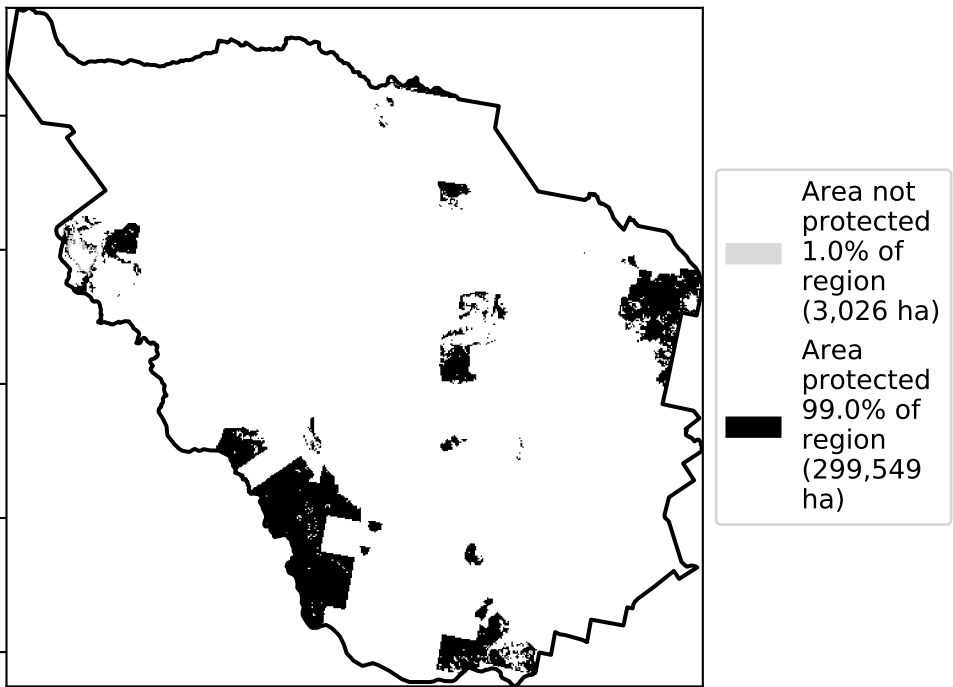 Area not
protected
1.0% of
region
(3,026 ha)
Area
protected
99.0% of
region
(299,549
ha)